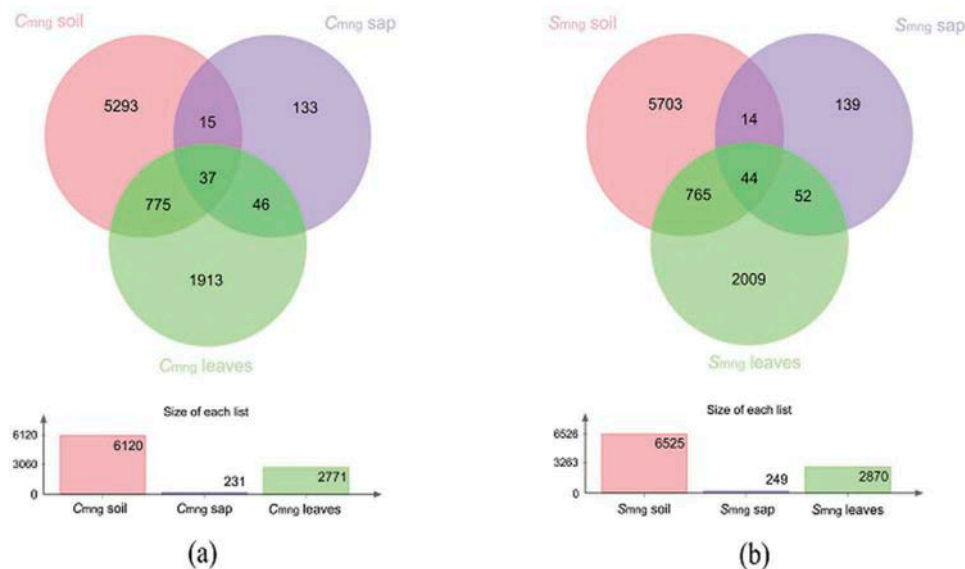 Cmng soil
Cmng sap
5293
15
133
37
775
46
1913
Cmng leaves
Size of each list
6120
3060
0
6120
231
2771
Cmng soil
Cmng sap
Cmng leaves
(a)
Smng soil
Smng sap
5703
14
139
44
765
52
2009
Smng leaves
Size of each list
6526
3263
0
6525
249
2870
Smng soil
Smng sap
Smng leaves
(b)